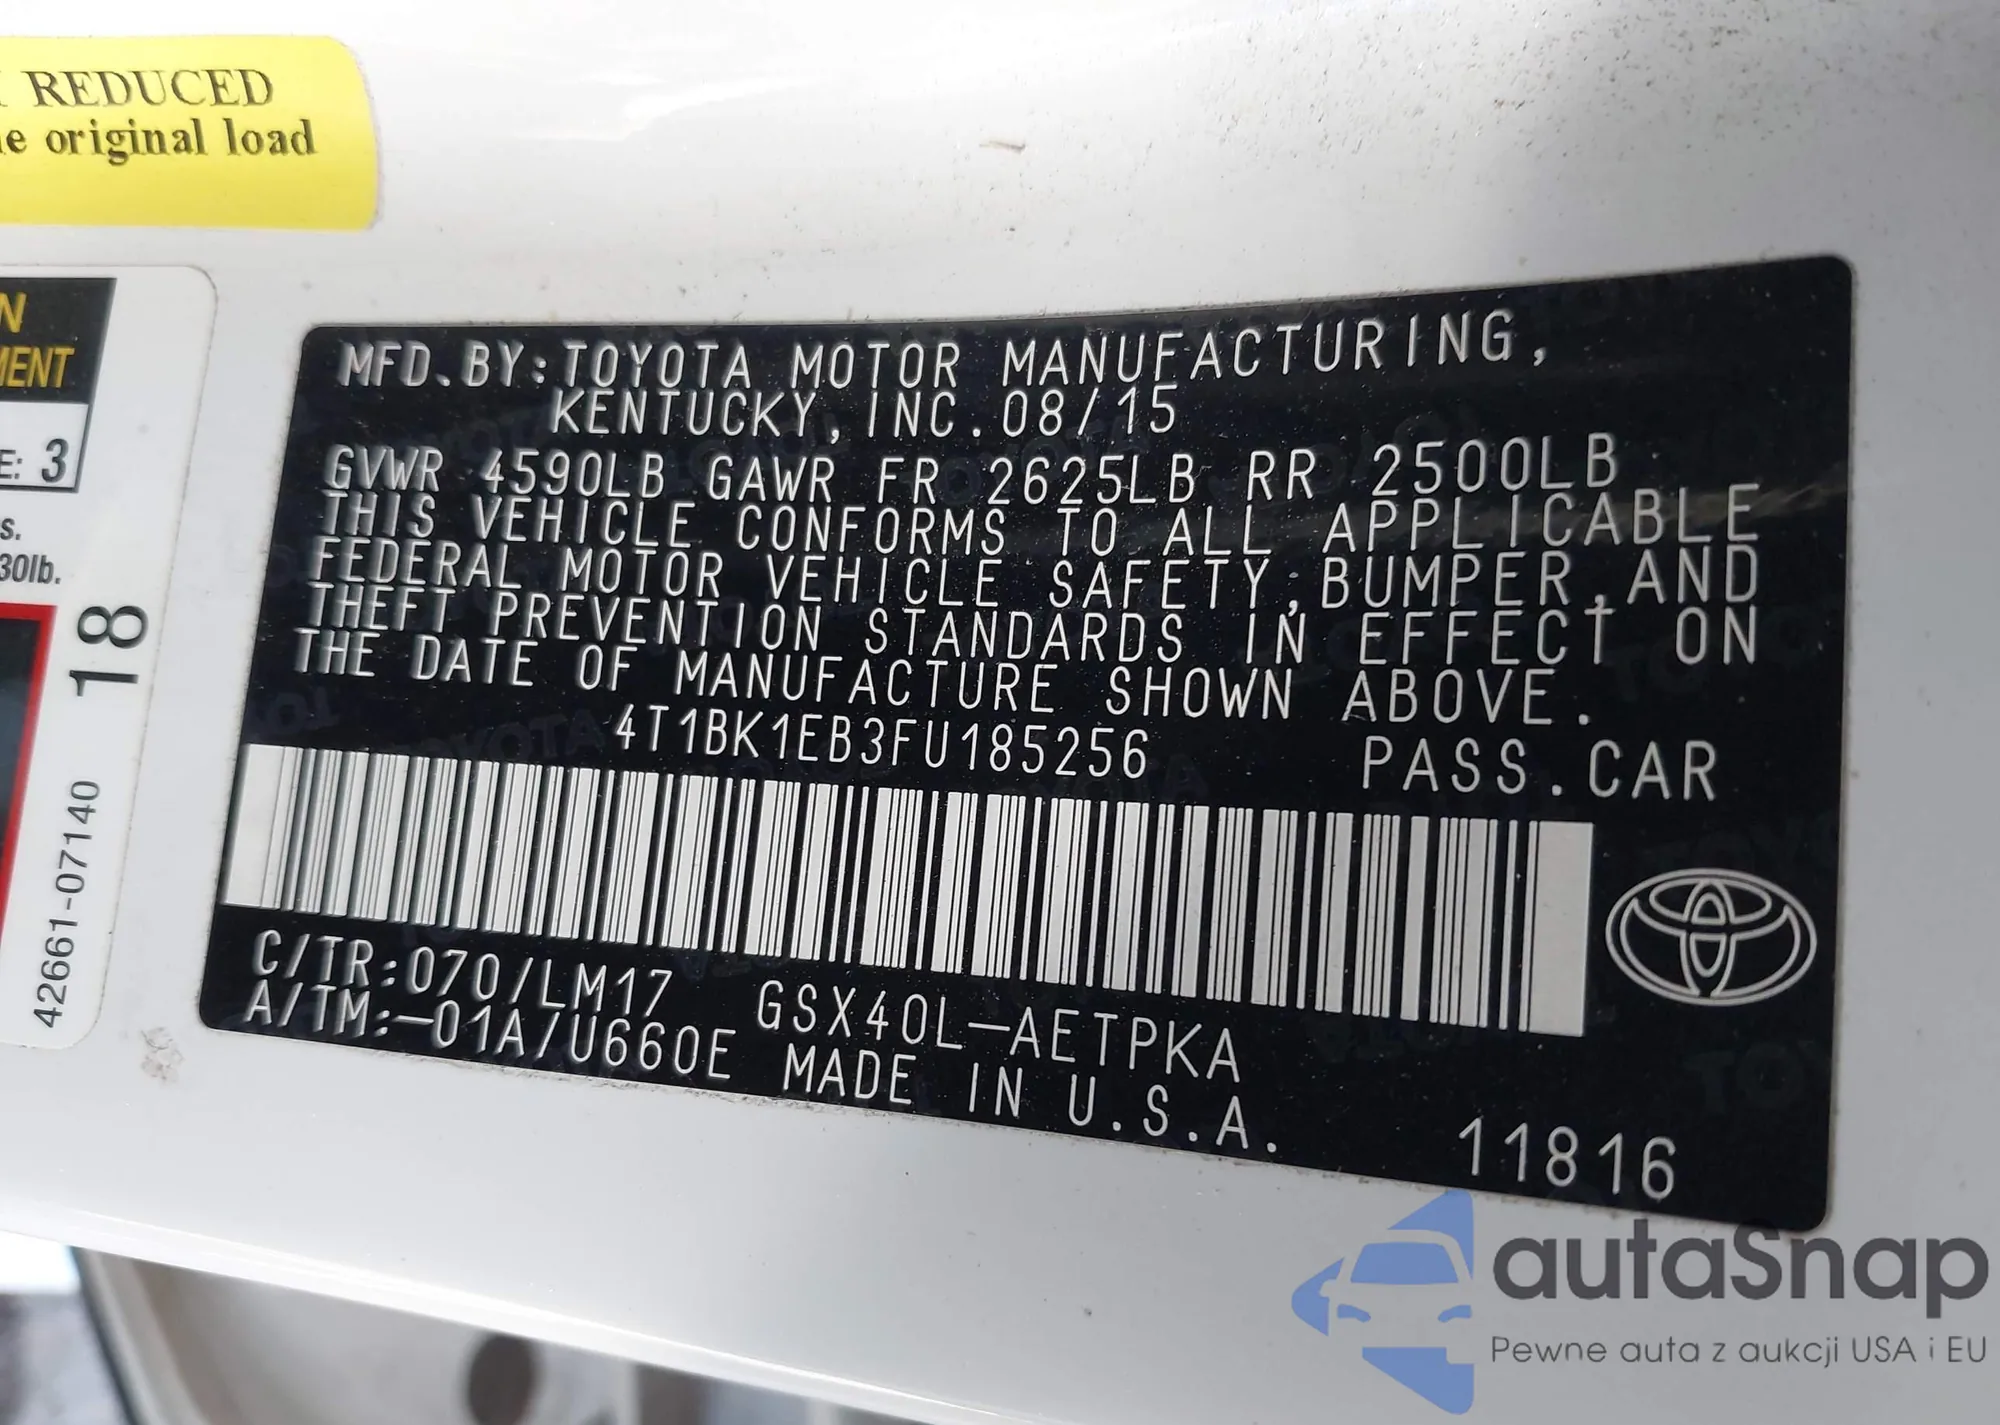 REDUCED
original load
N
MENT
E: 3
s.
30lb.
18
42661-07140
MFD.BY:TOYOTA MOTOR MANUFACTURING,
KENTUCKY, INC. 08/15
GVWR 4590LB GAWR FR 2625LB RR 2500LB
THIS VEHICLE CONFORMS TO ALL APPLICABLE
FEDERAL MOTOR VEHICLE SAFETY,BUMPER,AND
THEFT PREVENTION STANDARDS IN EFFECT ON
THE DATE OF MANUFACTURE SHOWN ABOVE.
4T1BK1EB3FU185256 PASS.CAR
C/TR:070/LM17 GSX40L-AETPKA
A/TM:-01A/U660E MADE IN U.S.A.
11816
autaSnap
Pewne auta z aukcji USA i EU